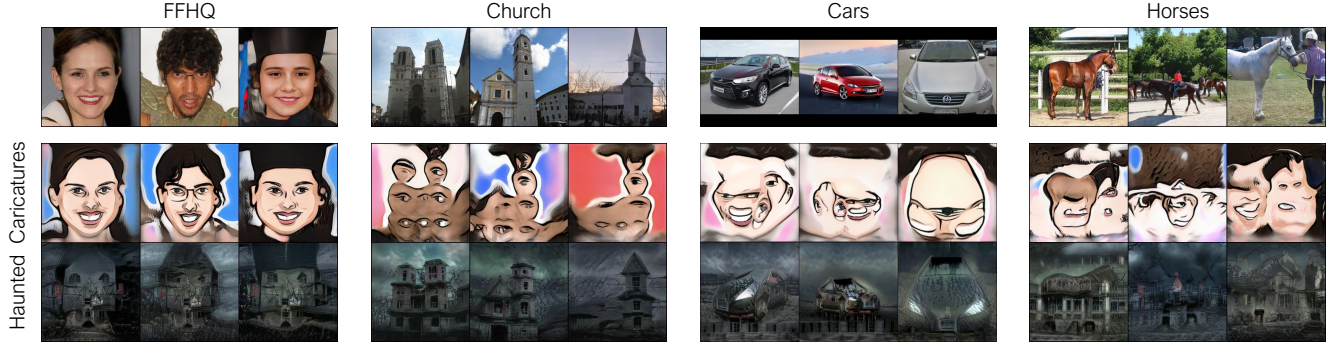 FFHQ
Church
Cars
Horses
Caricatures
Haunted